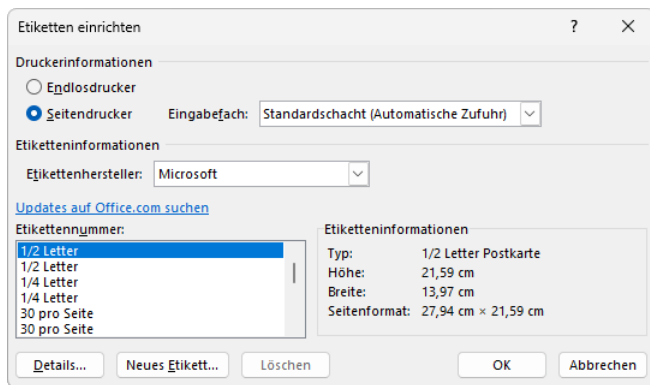 Etiketten einrichten ?
Druckerinformationen
Endlosdrucker
Seitendrucker Eingabefach: Standardschacht (Automatische Zufuhr)
Etiketteninformationen
Etikettenhersteller: Microsoft
Updates auf Office.com suchen
Etikettennummer:
1/2 Letter
1/2 Letter
1/4 Letter
1/4 Letter
30 pro Seite
30 pro Seite
Etiketteninformationen
Typ: 1/2 Letter Postkarte
Höhe: 21,59 cm
Breite: 13,97 cm
Seitenformat: 27,94 cm × 21,59 cm
Details... Neues Etikett... Löschen OK Abbrechen